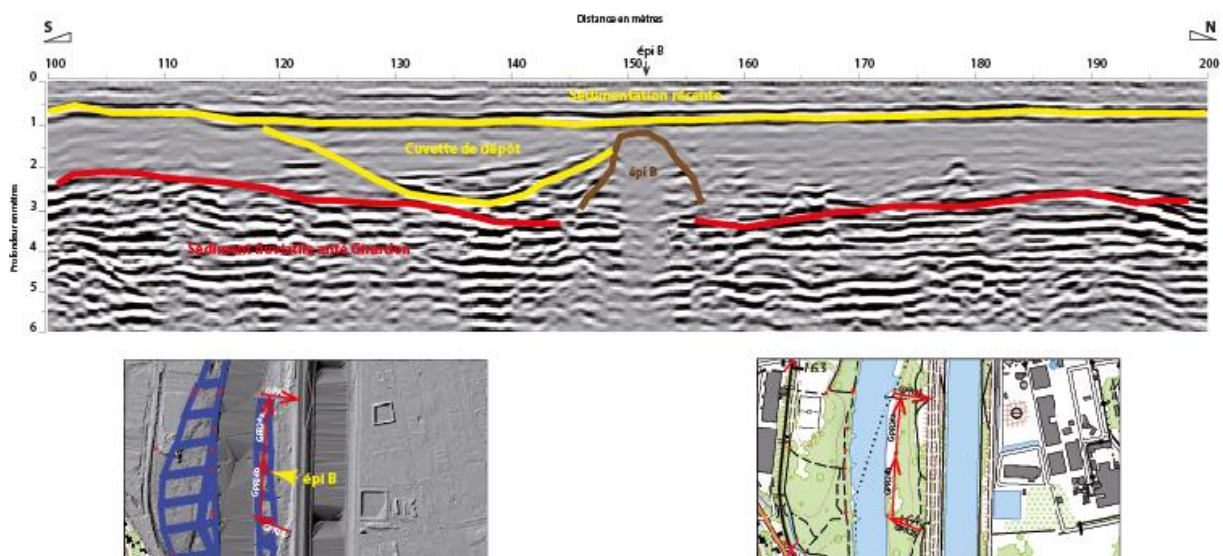 Distance en mètres
S
N
épi B
100 110 120 130 140 150 160 170 180 190 200
0
1
2
3
4
5
6
Profondeur en mètres
Sédimentation récente
Cuvette de dépôt
épi B
Sédiment fluviatile anté Girardon
épi B
163